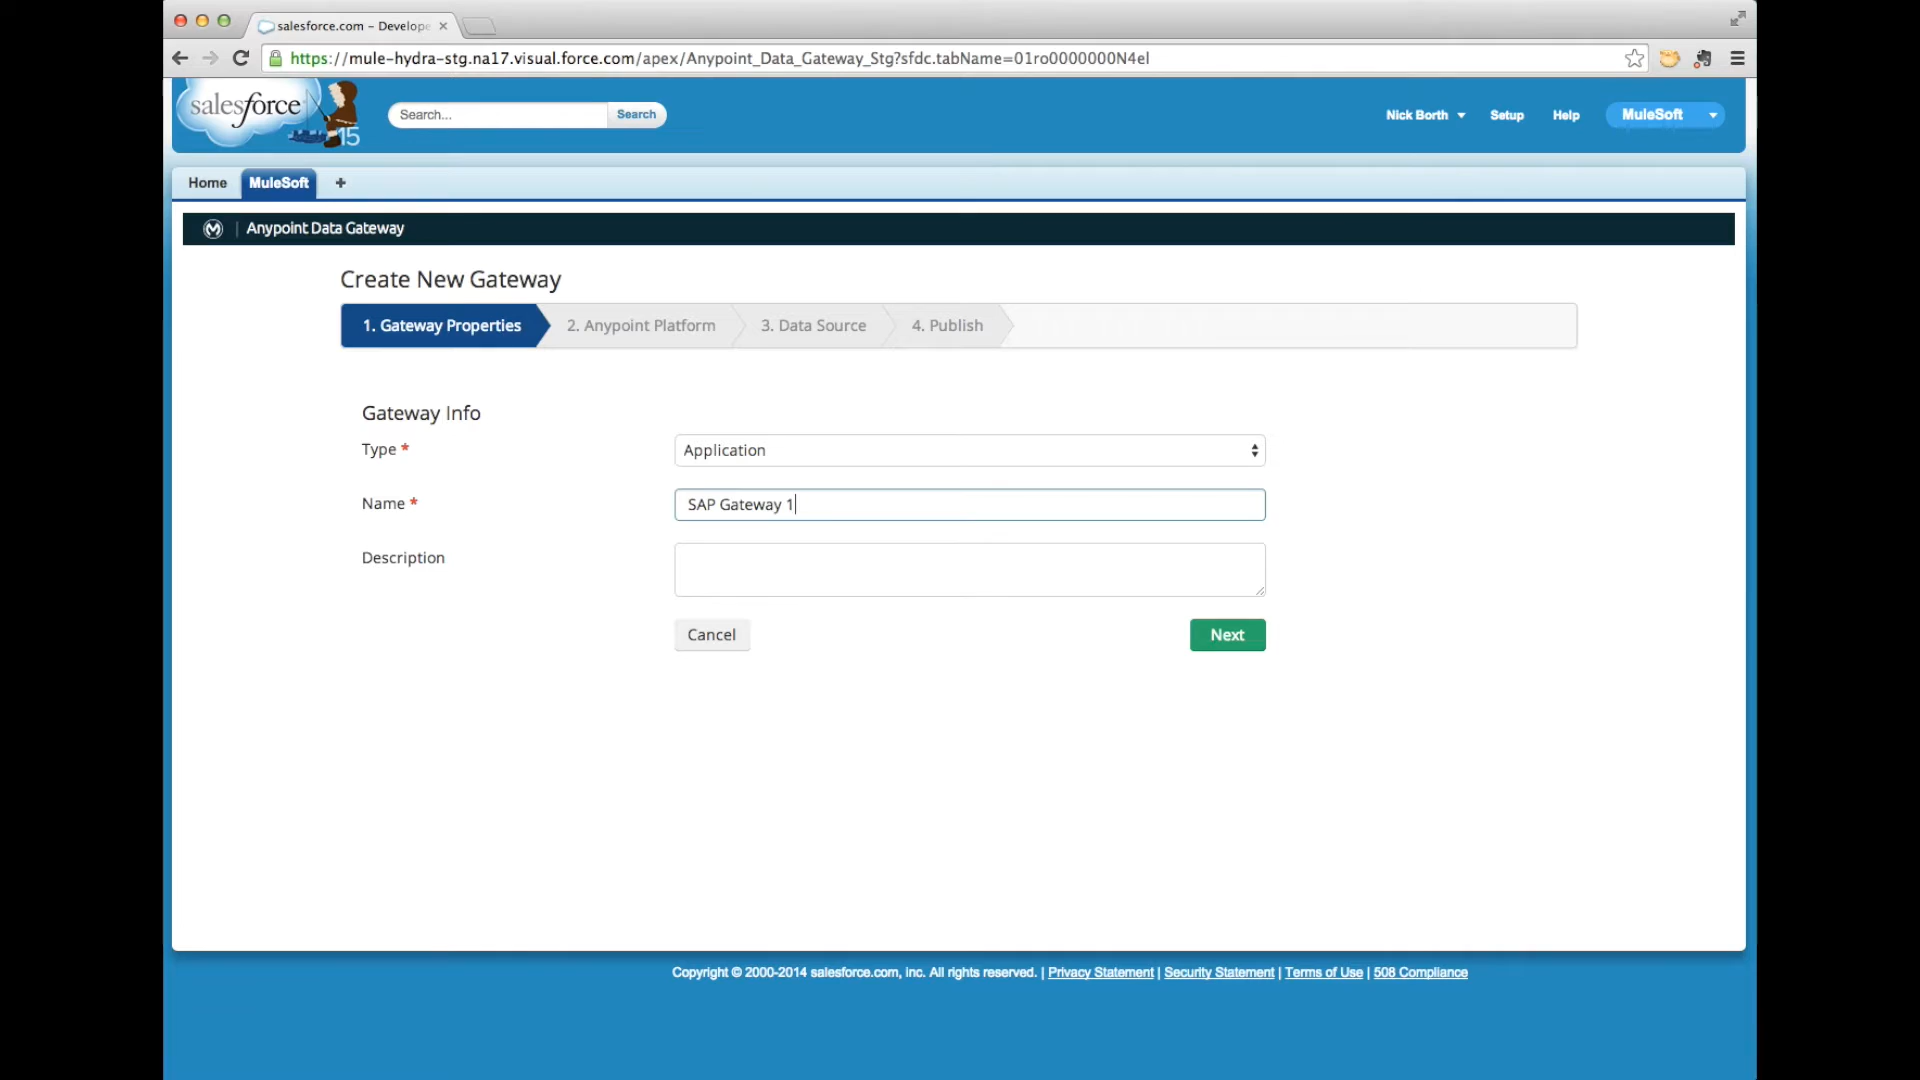 salesforce.com – Develope
https://mule-hydra-stg.na17.visual.force.com/apex/Anypoint_Data_Gateway_Stg?sfdc.tabName=01ro0000000N4el
salesforce
15
Search...
Search
Nick Borth
Setup
Help
MuleSoft
Home
MuleSoft
+
Anypoint Data Gateway
Create New Gateway
1. Gateway Properties
2. Anypoint Platform
3. Data Source
4. Publish
Gateway Info
Type *
Application
Name *
SAP Gateway 1
Description
Cancel
Next
Copyright © 2000-2014 salesforce.com, inc. All rights reserved. | Privacy Statement | Security Statement | Terms of Use | 508 Compliance